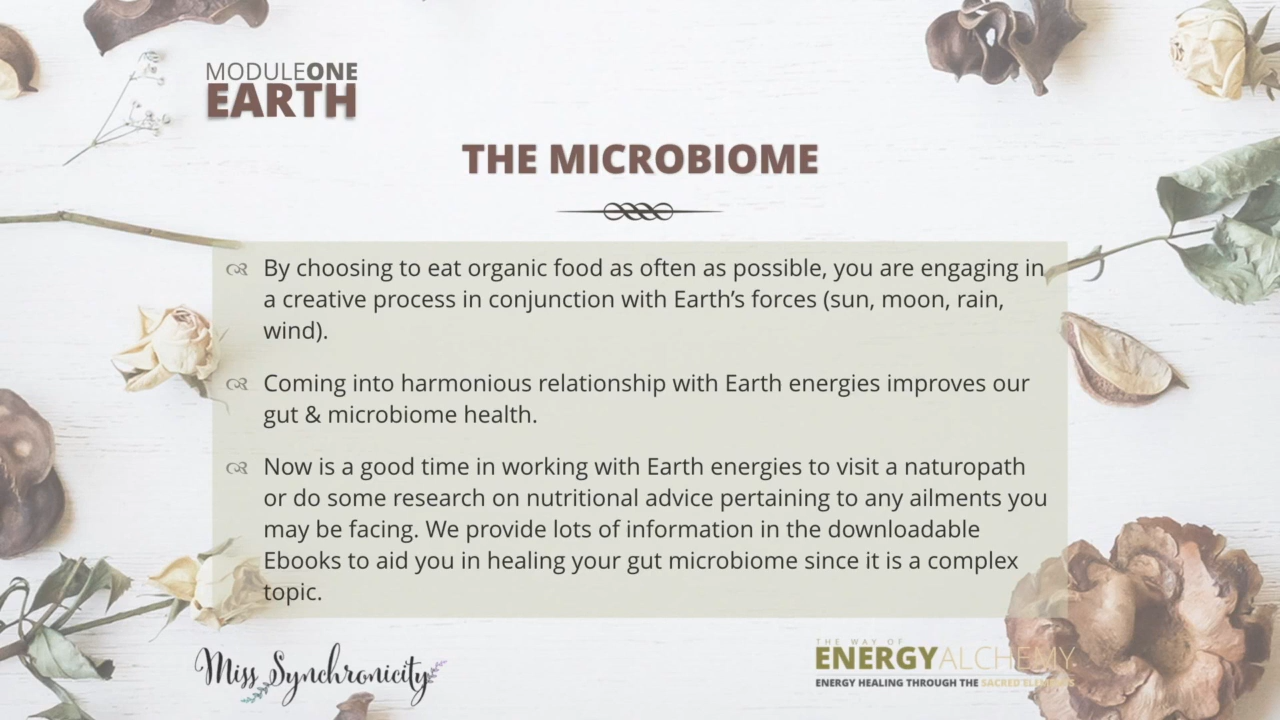 MODULEONE
EARTH
THE MICROBIOME
By choosing to eat organic food as often as possible, you are engaging in
a creative process in conjunction with Earth’s forces (sun, moon, rain,
wind).
Coming into harmonious relationship with Earth energies improves our
gut & microbiome health.
Now is a good time in working with Earth energies to visit a naturopath
or do some research on nutritional advice pertaining to any ailments you
may be facing. We provide lots of information in the downloadable
Ebooks to aid you in healing your gut microbiome since it is a complex
topic.
Miss Synchronicity
THE WAY OF
ENERGYALCHEMY
ENERGY HEALING THROUGH THE SACRED ELEMENTS